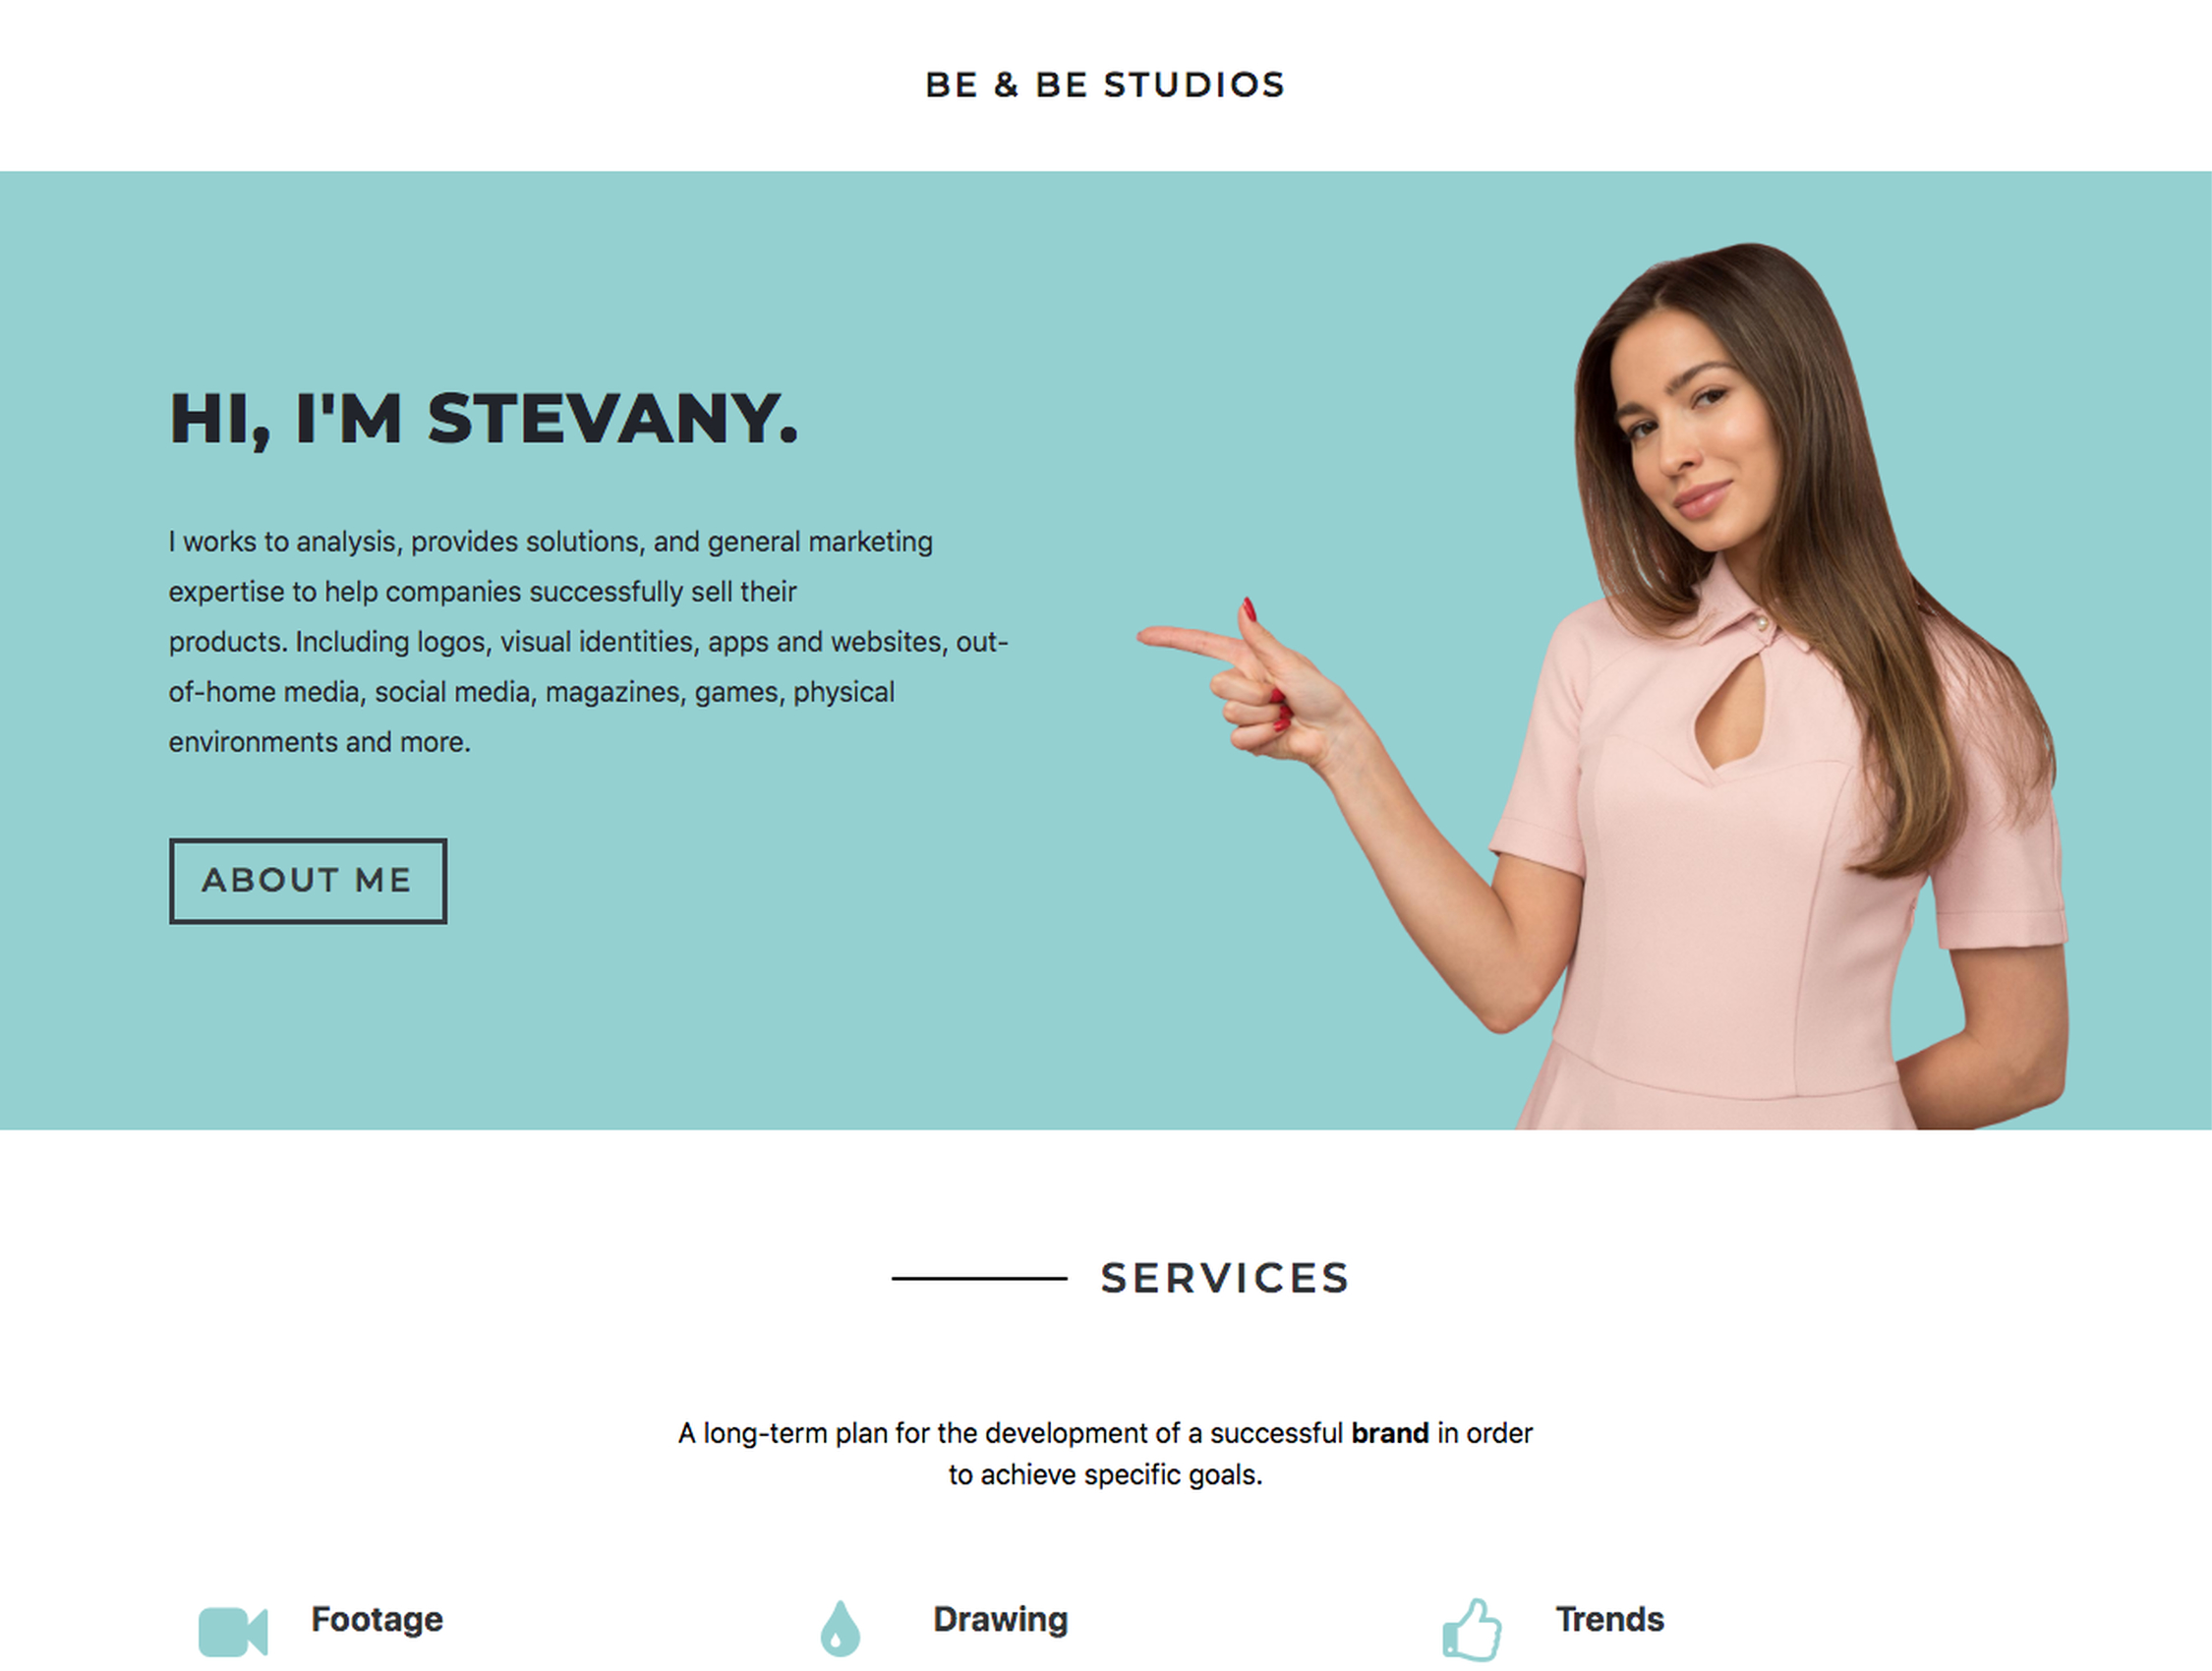 BE & BE STUDIOS
HI, I'M STEVANY.
I works to analysis, provides solutions, and general marketing
expertise to help companies successfully sell their
products. Including logos, visual identities, apps and websites, out-
of-home media, social media, magazines, games, physical
environments and more.
ABOUT ME
SERVICES
A long-term plan for the development of a successful brand in order
to achieve specific goals.
Footage
Drawing
Trends